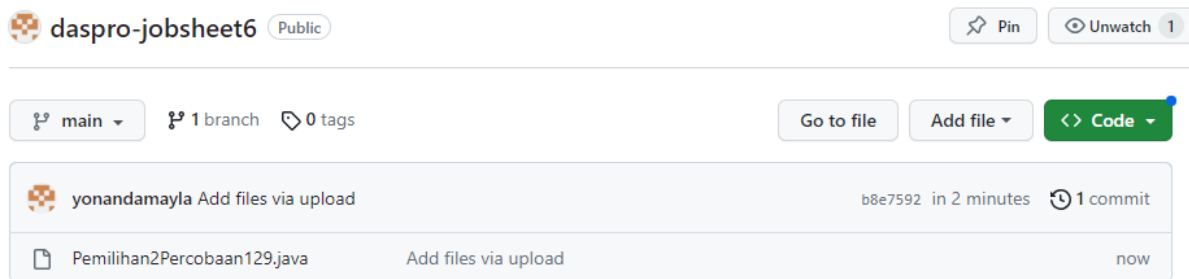 daspro-jobsheet6 Public Pin Unwatch 1
main 1 branch 0 tags Go to file Add file <> Code
yonandamayla Add files via upload b8e7592 in 2 minutes 1 commit
Pemilihan2Percobaan129.java Add files via upload now